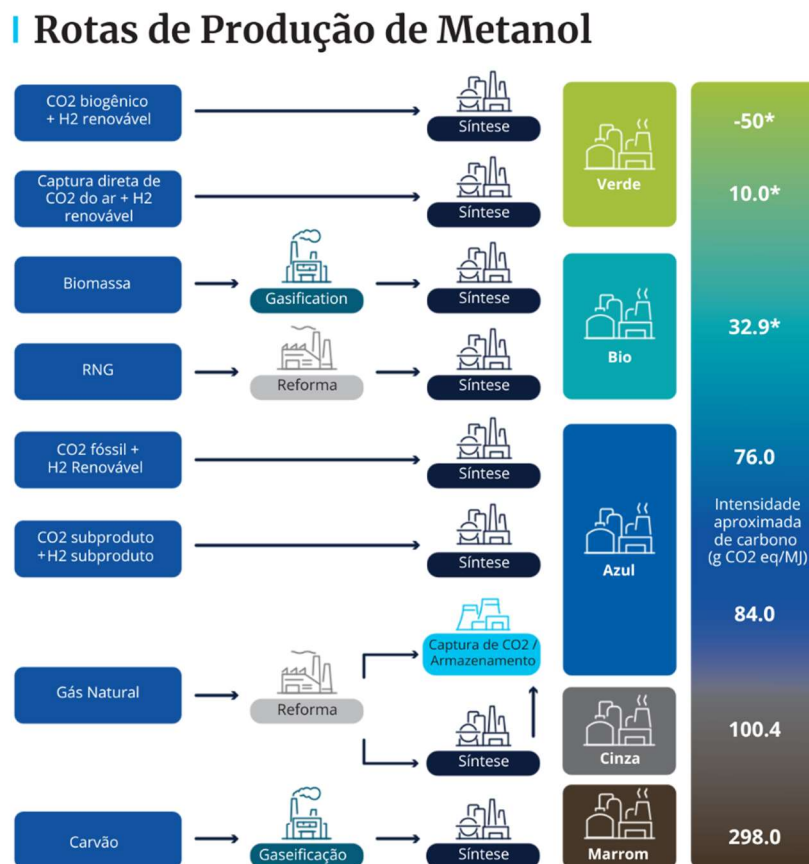 Rotas de Produção de Metanol
CO2 biogênico
+ H2 renovável
Síntese
Verde
-50*
Captura direta de
CO2 do ar + H2
renovável
Síntese
10.0*
Biomassa
Gasification
Síntese
Bio
32.9*
RNG
Reforma
Síntese
CO2 fóssil +
H2 Renovável
Síntese
Azul
76.0
Intensidade
aproximada
de carbono
(g CO2 eq/MJ)
CO2 subproduto
+H2 subproduto
Síntese
84.0
Gás Natural
Reforma
Captura de CO2 /
Armazenamento
Síntese
Cinza
100.4
Carvão
Gaseificação
Síntese
Marrom
298.0